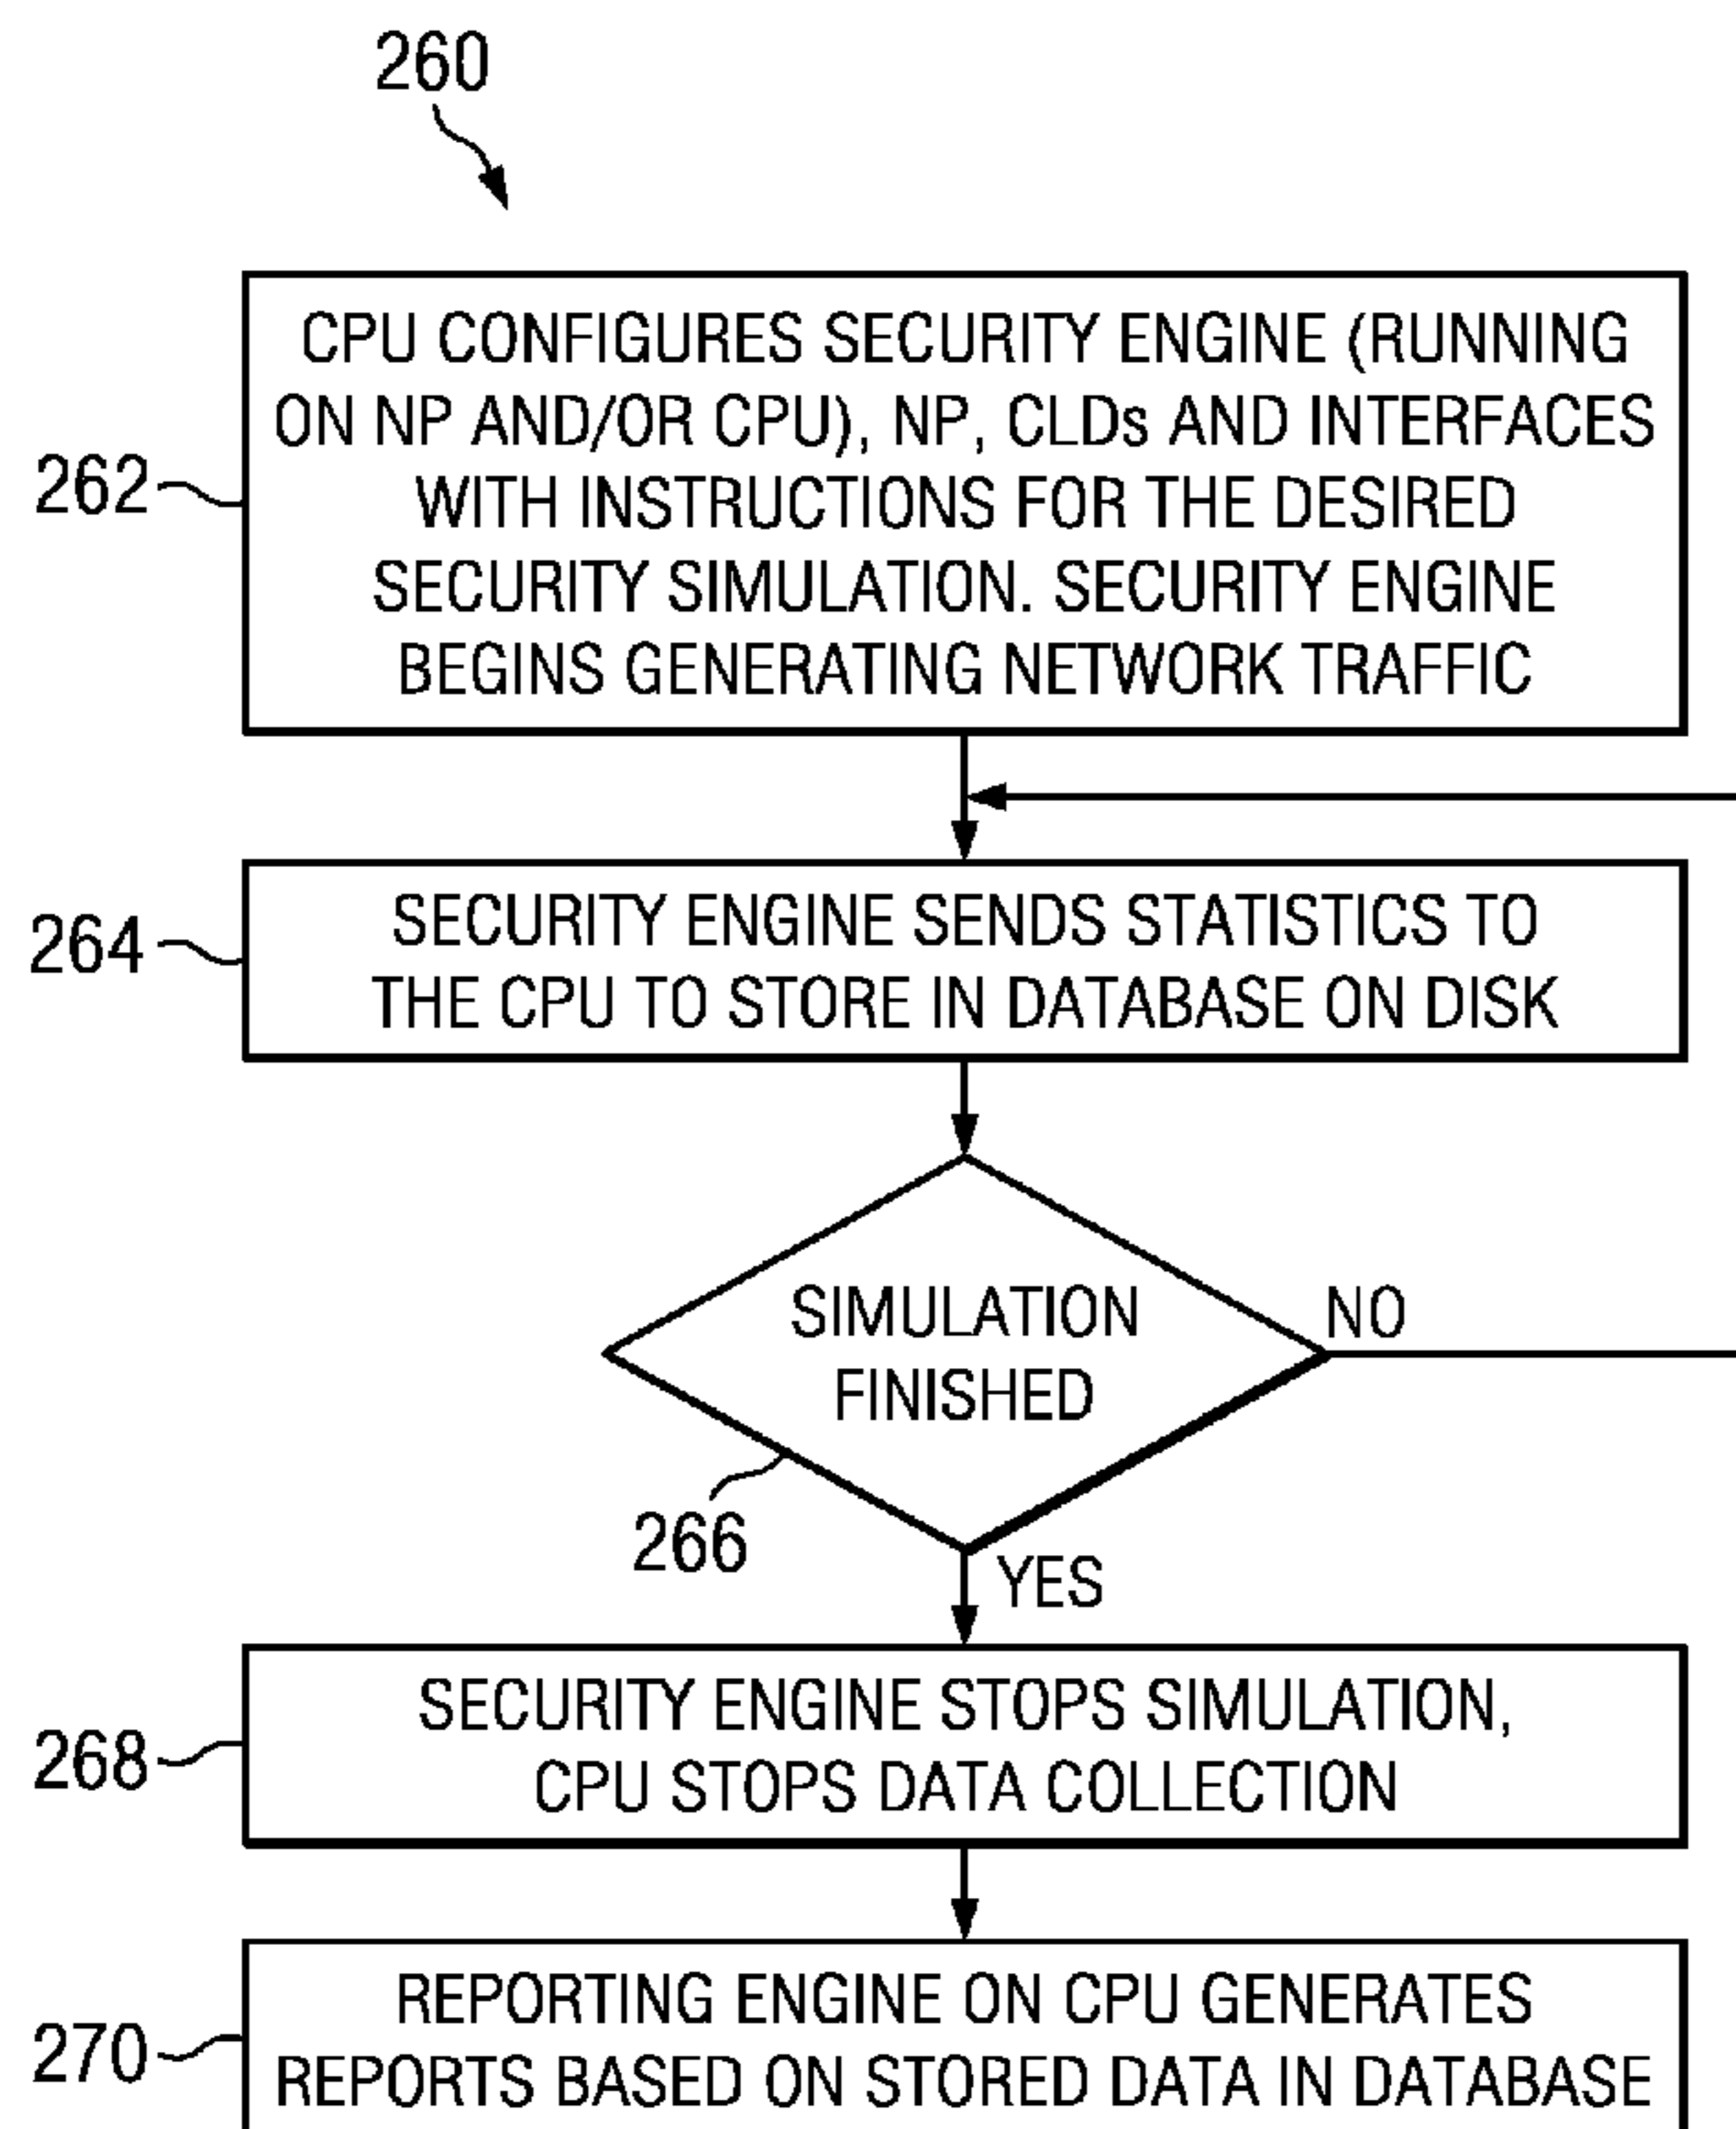 260
CPU CONFIGURES SECURITY ENGINE (RUNNING
ON NP AND/OR CPU), NP, CLDs AND INTERFACES
WITH INSTRUCTIONS FOR THE DESIRED
SECURITY SIMULATION. SECURITY ENGINE
BEGINS GENERATING NETWORK TRAFFIC
262
SECURITY ENGINE SENDS STATISTICS TO
THE CPU TO STORE IN DATABASE ON DISK
264
SIMULATION
FINISHED
NO
266
YES
SECURITY ENGINE STOPS SIMULATION,
CPU STOPS DATA COLLECTION
268
REPORTING ENGINE ON CPU GENERATES
REPORTS BASED ON STORED DATA IN DATABASE
270